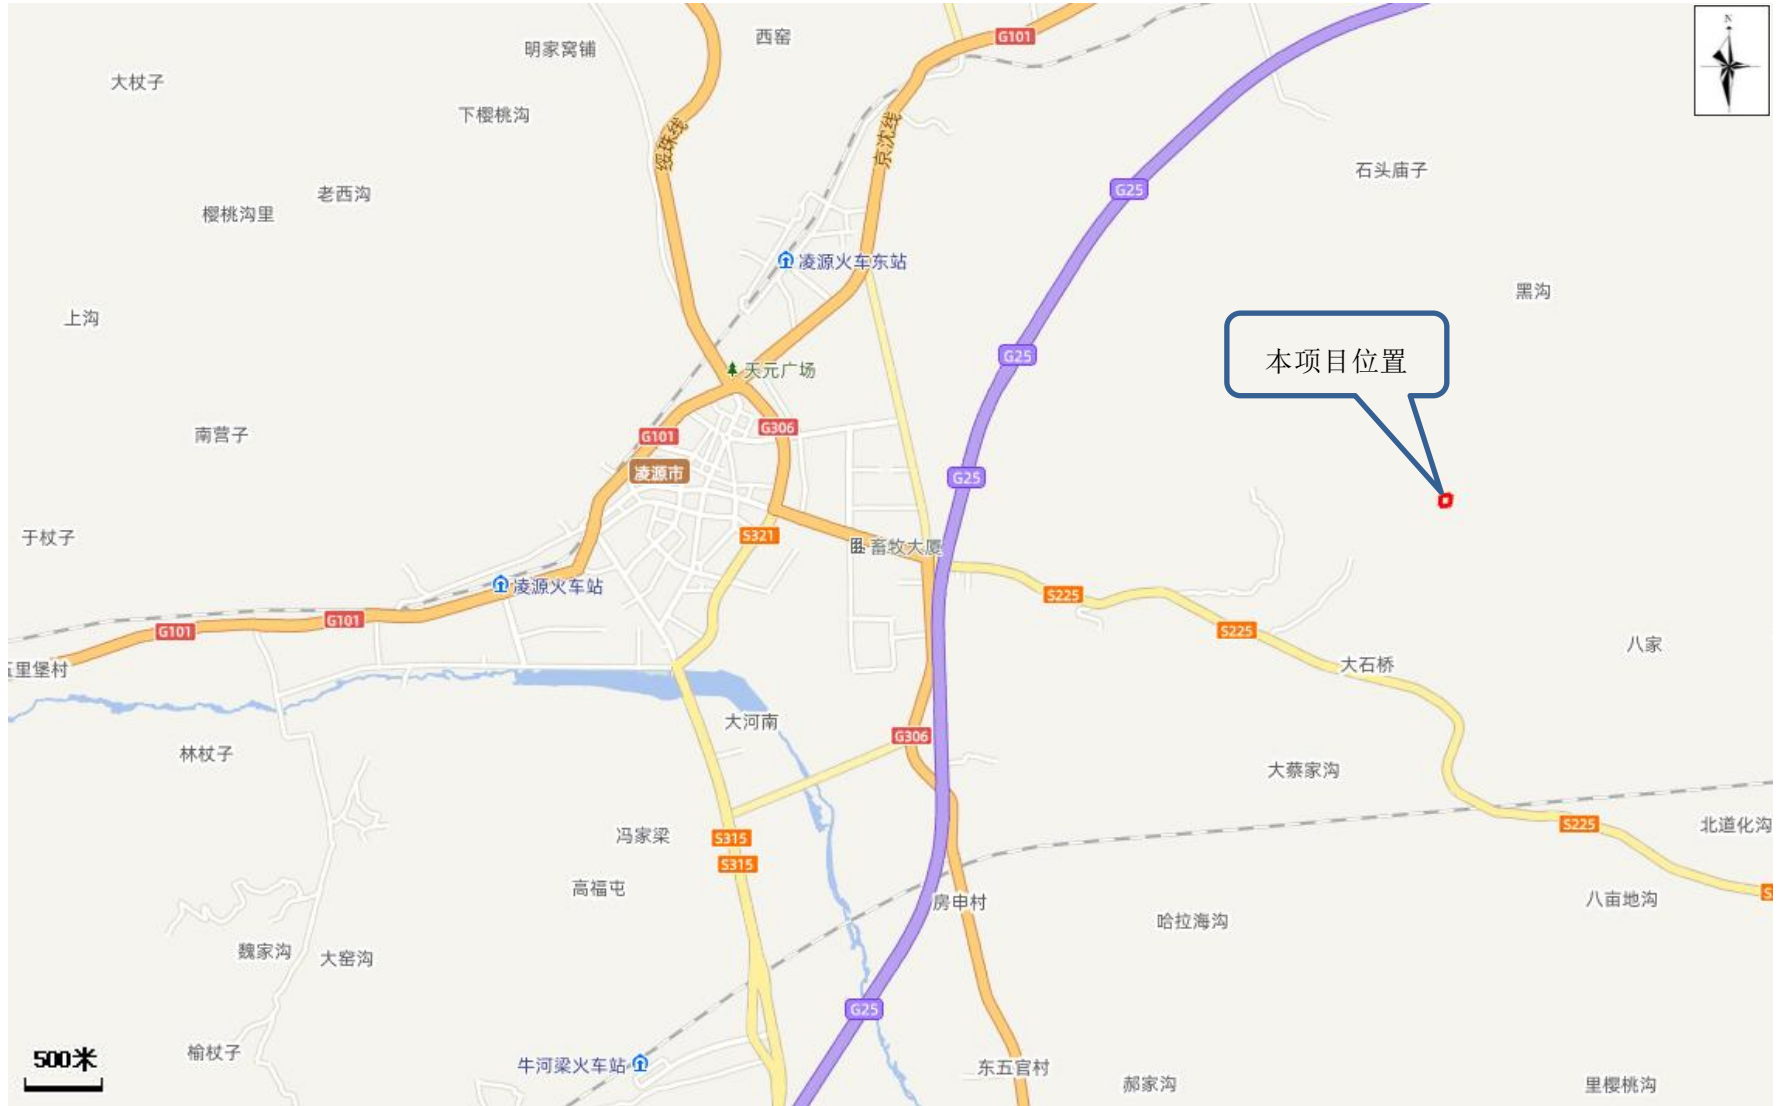 N
G101
明家窝铺
西窑
大杖子
下樱桃沟
绥珠线
京沈线
石头庙子
G25
老西沟
樱桃沟里
凌源火车东站
黑沟
上沟
G25
本项目位置
天元广场
南营子
G101
G306
凌源市
G25
于杖子
S321
畜牧大厦
凌源火车站
S225
G101
G101
S225
八家
五里堡村
大石桥
大河南
G306
林杖子
大蔡家沟
冯家梁
S315
S225
北道化沟
S315
高福屯
房申村
八亩地沟
哈拉海沟
魏家沟
大窑沟
G25
500米
榆杖子
牛河梁火车站
东五官村
郝家沟
里樱桃沟